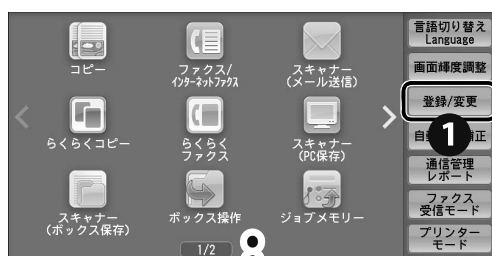 コピー
ファクス/
インターネットファクス
スキャナー
(メール送信)
らくらくコピー
らくらく
ファクス
スキャナー
(PC保存)
スキャナー
(ボックス保存)
ボックス操作
ジョブメモリー
1/2
言語切り替え
Language
画面輝度調整
登録/変更
1
通信管理
レポート
ファクス
受信モード
プリンター
モード